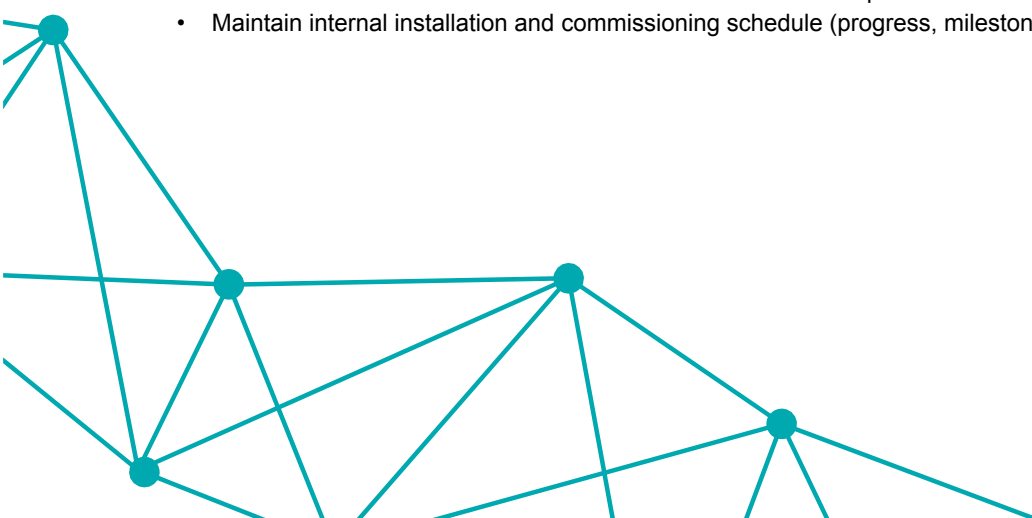 • Maintain internal installation and commissioning schedule (progress, mileston